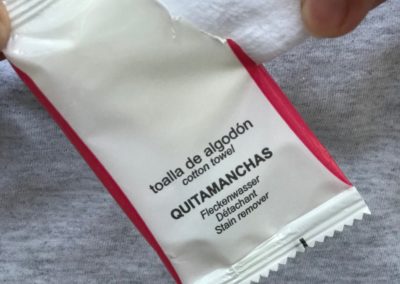 toalla de algodón
cotton towel
QUITAMANCHAS
Fleckenwasser
Détachant
Stain remover